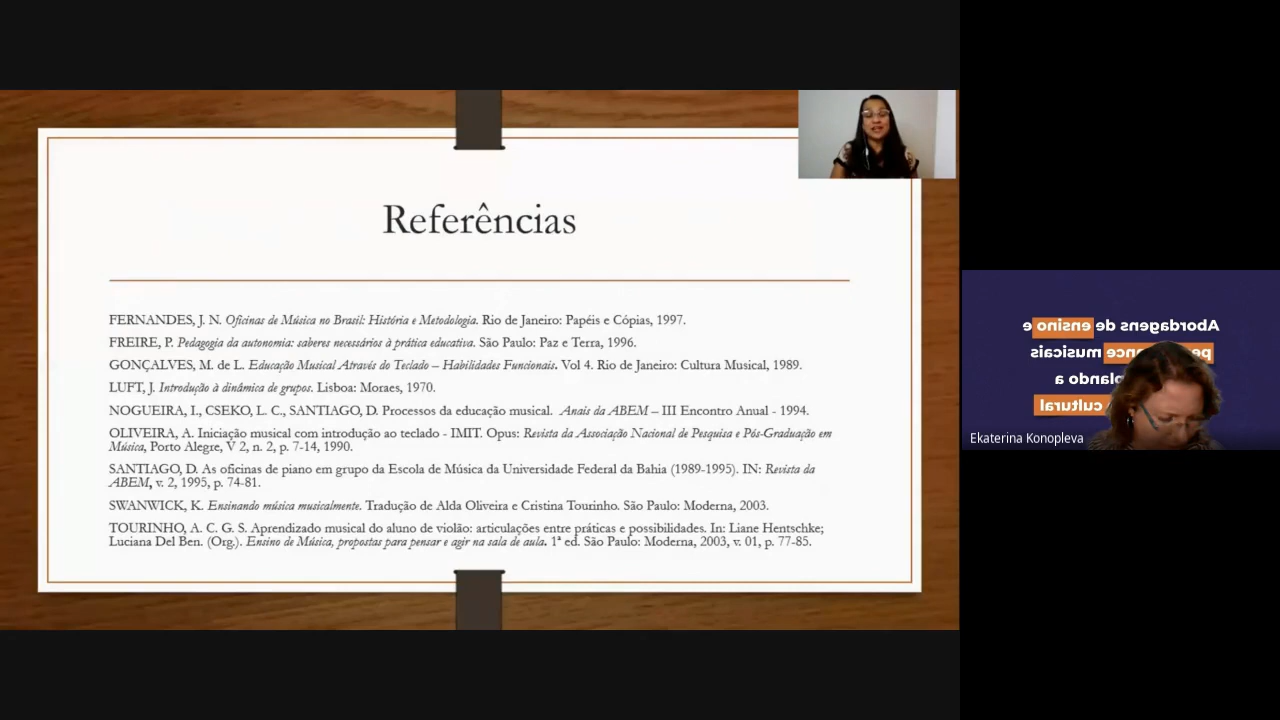 Referências
FERNANDES, J. N. Oficinas de Música no Brasil: História e Metodologia. Rio de Janeiro: Papéis e Cópias, 1997.
FREIRE, P. Pedagogia da autonomia: saberes necessários à prática educativa. São Paulo: Paz e Terra, 1996.
GONÇALVES, M. de L. Educação Musical Através do Teclado – Habilidades Funcionais. Vol 4. Rio de Janeiro: Cultura Musical, 1989.
LUFT, J. Introdução à dinâmica de grupos. Lisboa: Moraes, 1970.
NOGUEIRA, I., CSEKO, L. C., SANTIAGO, D. Processos da educação musical. Anais da ABEM – III Encontro Anual - 1994.
OLIVEIRA, A. Iniciação musical com introdução ao teclado - IMIT. Opus: Revista da Associação Nacional de Pesquisa e Pós-Graduação em
Música, Porto Alegre, V 2, n. 2, p. 7-14, 1990.
SANTIAGO, D. As oficinas de piano em grupo da Escola de Música da Universidade Federal da Bahia (1989-1995). IN: Revista da
ABEM, v. 2, 1995, p. 74-81.
SWANWICK, K. Ensinando música musicalmente. Tradução de Alda Oliveira e Cristina Tourinho. São Paulo: Moderna, 2003.
TOURINHO, A. C. G. S. Aprendizado musical do aluno de violão: articulações entre práticas e possibilidades. In: Liane Hentschke;
Luciana Del Ben. (Org.). Ensino de Música, propostas para pensar e agir na sala de aula. 1ª ed. São Paulo: Moderna, 2003, v. 01, p. 77-85.
Abordagens de ensino e
musicais
a
cultural
Ekaterina Konopleva